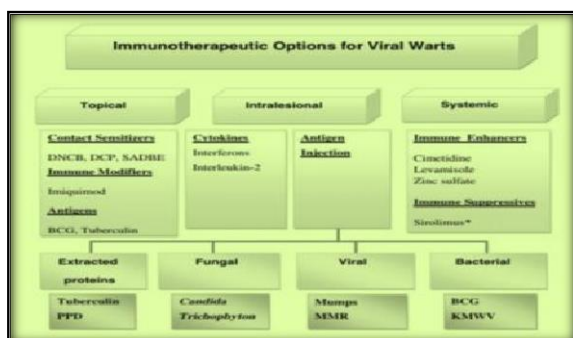 Immunotherapeutic Options for Viral Warts
Topical
Intralesional
Systemic
Contact Sensitizers
DNCB, DCP, SADBE
Immune Modifiers
Imiquimod
Antigens
BCG, Tuberculin
Cytokines
Interferons
Interleukin-2
Antigen
Injection
Immune Enhancers
Cimetidine
Levamisole
Zinc sulfate
Immune Suppressives
Sirolimus*
Extracted
proteins
Fungal
Viral
Bacterial
Tuberculin
PPD
Candida
Trichophyton
Mumps
MMR
BCG
KMWV